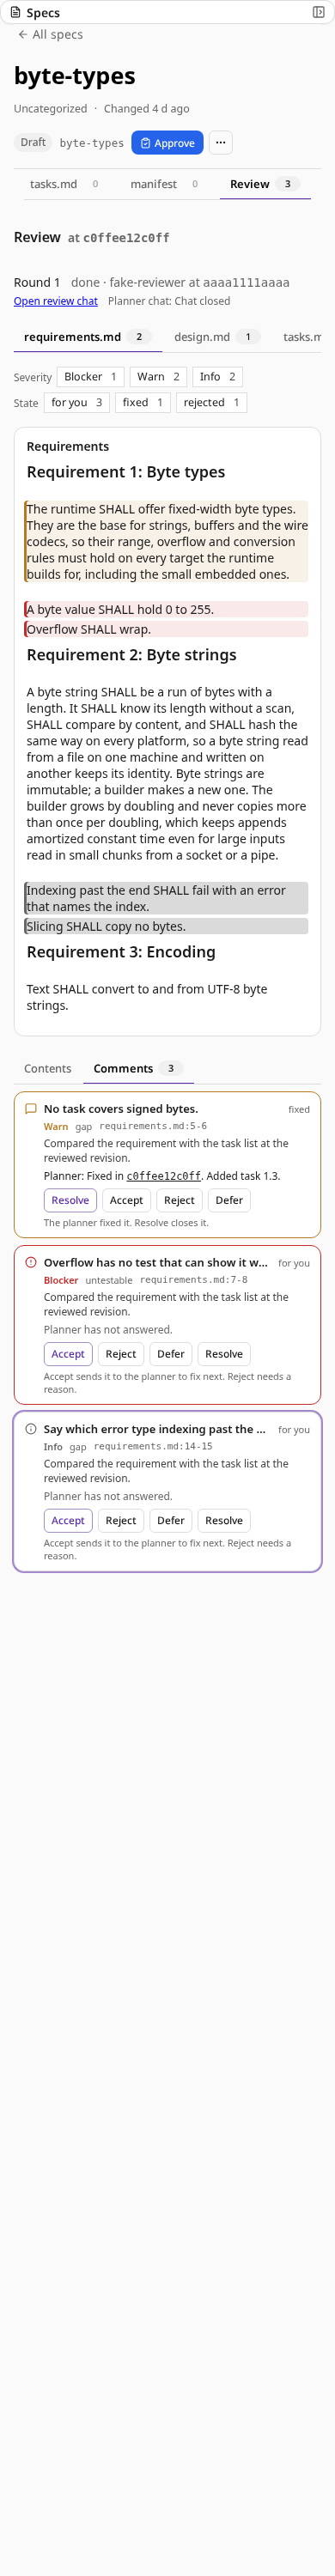 Specs
All specs
byte-types
Uncategorized · Changed 4 d ago
Draft byte-types Approve ···
tasks.md 0 manifest 0 Review 3
Review at c0ffee12c0ff
Round 1 done · fake-reviewer at aaaa1111aaaa
Open review chat Planner chat: Chat closed
requirements.md 2 design.md 1 tasks.m
Severity Blocker 1 Warn 2 Info 2
State for you 3 fixed 1 rejected 1
Requirements
Requirement 1: Byte types
The runtime SHALL offer fixed-width byte types.
They are the base for strings, buffers and the wire
codecs, so their range, overflow and conversion
rules must hold on every target the runtime
builds for, including the small embedded ones.
A byte value SHALL hold 0 to 255.
Overflow SHALL wrap.
Requirement 2: Byte strings
A byte string SHALL be a run of bytes with a
length. It SHALL know its length without a scan,
SHALL compare by content, and SHALL hash the
same way on every platform, so a byte string read
from a file on one machine and written on
another keeps its identity. Byte strings are
immutable; a builder makes a new one. The
builder grows by doubling and never copies more
than once per doubling, which keeps appends
amortized constant time even for large inputs
read in small chunks from a socket or a pipe.
Indexing past the end SHALL fail with an error
that names the index.
Slicing SHALL copy no bytes.
Requirement 3: Encoding
Text SHALL convert to and from UTF-8 byte
strings.
Contents Comments 3
No task covers signed bytes. fixed
Warn gap requirements.md:5-6
Compared the requirement with the task list at the
reviewed revision.
Planner: Fixed in c0ffee12c0ff. Added task 1.3.
Resolve Accept Reject Defer
The planner fixed it. Resolve closes it.
Overflow has no test that can show it w... for you
Blocker untestable requirements.md:7-8
Compared the requirement with the task list at the
reviewed revision.
Planner has not answered.
Accept Reject Defer Resolve
Accept sends it to the planner to fix next. Reject needs a
reason.
Say which error type indexing past the ... for you
Info gap requirements.md:14-15
Compared the requirement with the task list at the
reviewed revision.
Planner has not answered.
Accept Reject Defer Resolve
Accept sends it to the planner to fix next. Reject needs a
reason.